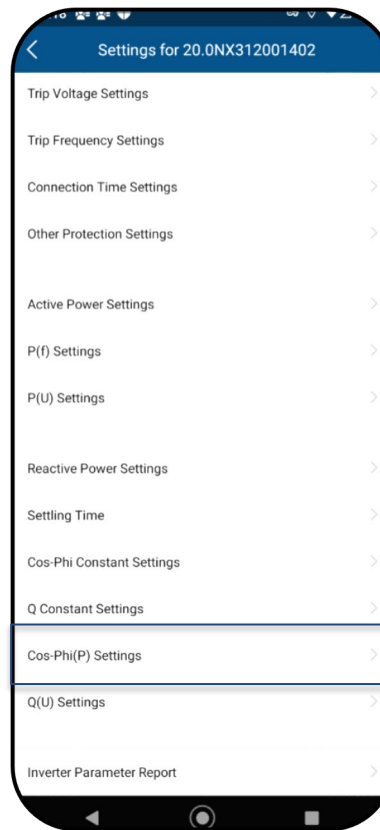 Settings for 20.0NX312001402
Trip Voltage Settings
Trip Frequency Settings
Connection Time Settings
Other Protection Settings
Active Power Settings
P(f) Settings
P(U) Settings
Reactive Power Settings
Settling Time
Cos-Phi Constant Settings
Q Constant Settings
Cos-Phi(P) Settings
Q(U) Settings
Inverter Parameter Report